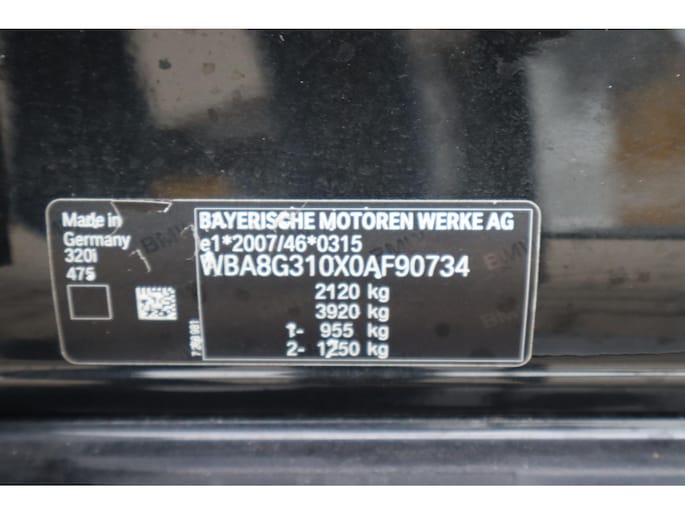 Made in
Germany
320i
475
BAYERISCHE MOTOREN WERKE AG
e1*2007/46*0315
WBA8G310X0AF90734
2120 kg
3920 kg
1- 955 kg
2- 1250 kg